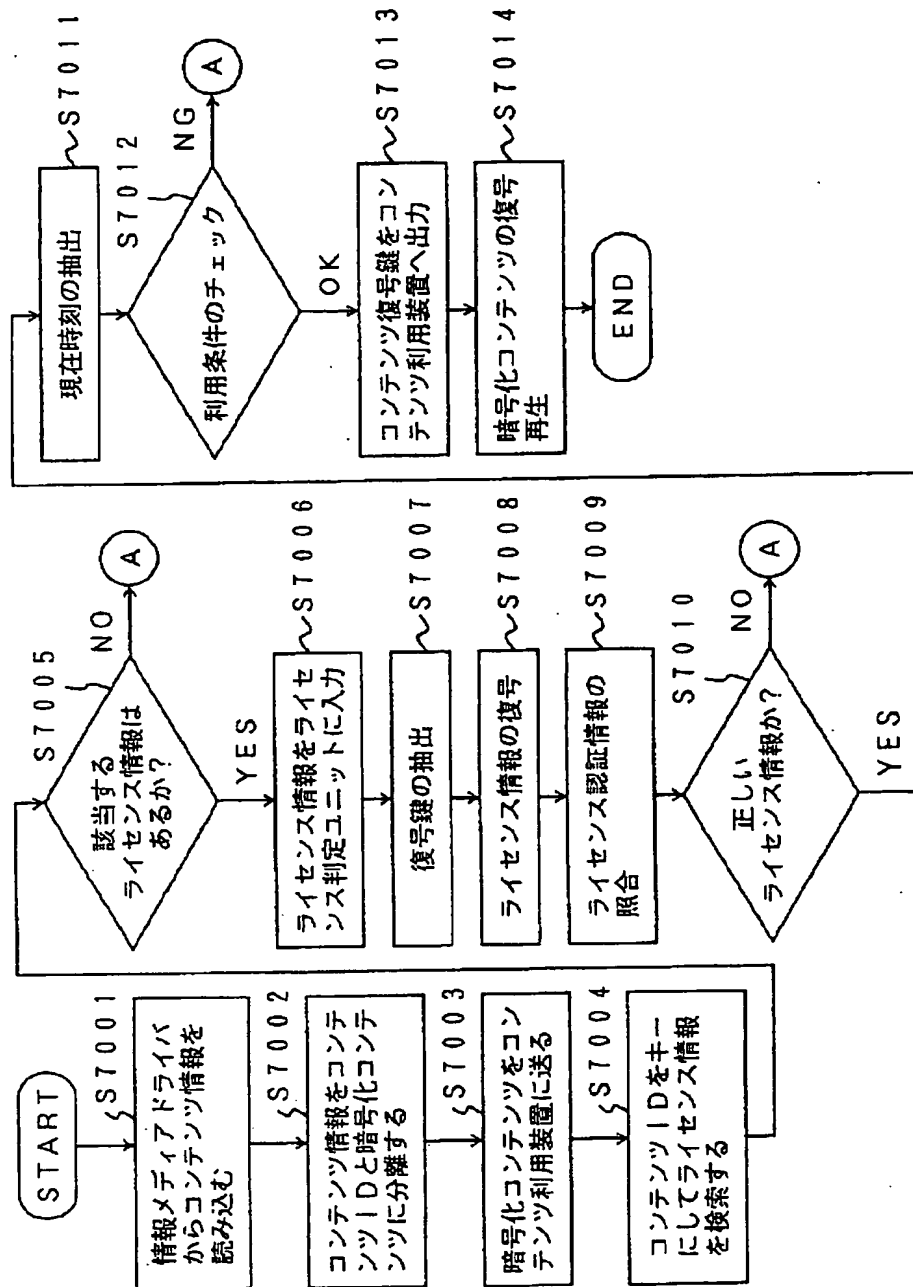 START
S7001
情報メディアドライバ
からコンテンツ情報を
読み込む
S7002
コンテンツ情報をコンテ
ンツIDと暗号化コンテ
ンツに分離する
S7003
暗号化コンテンツをコン
テンツ利用装置に送る
S7004
コンテンツIDをキー
にしてライセンス情報
を検索する
S7005
該当する
ライセンス情報は
あるか?
NO
A
YES
S7006
ライセンス情報をライセ
ンス判定ユニットに入力
S7007
復号鍵の抽出
S7008
ライセンス情報の復号
S7009
ライセンス認証情報の
照合
S7010
正しい
ライセンス情報か?
NO
A
YES
S7011
現在時刻の抽出
S7012
利用条件のチェック
NG
A
OK
S7013
コンテンツ復号鍵をコン
テンツ利用装置へ出力
S7014
暗号化コンテンツの復号
再生
END